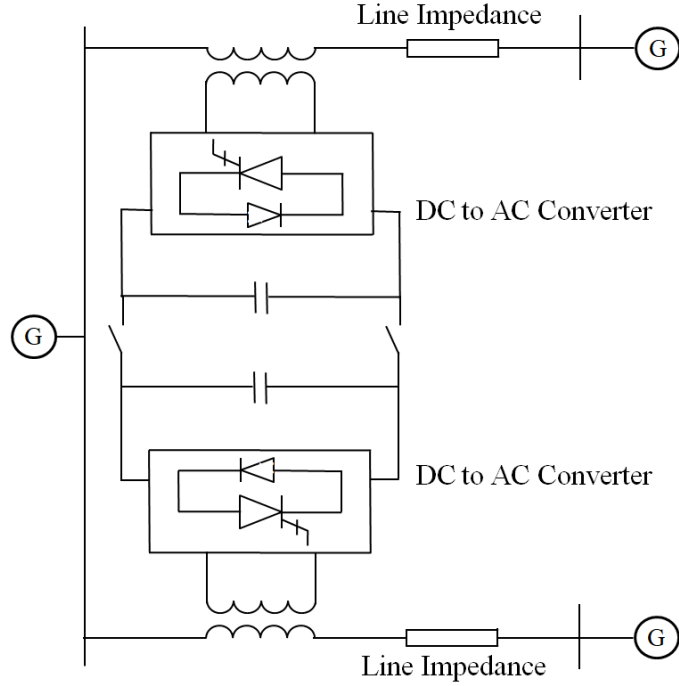 Line Impedance
G
DC to AC Converter
G
DC to AC Converter
G
Line Impedance